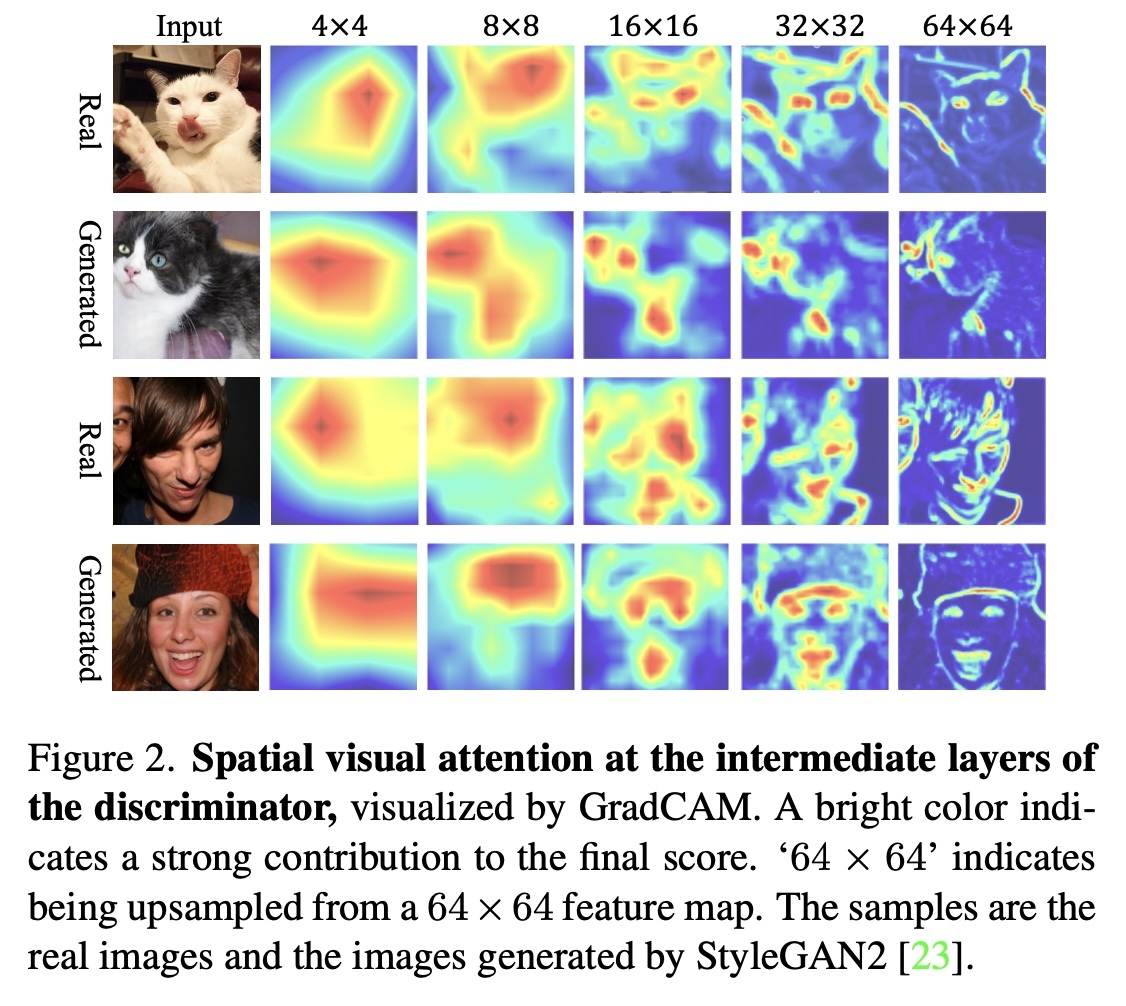 Input 4×4 8×8 16×16 32×32 64×64
Real
Generated
Real
Generated
Figure 2. Spatial visual attention at the intermediate layers of
the discriminator, visualized by GradCAM. A bright color indi-
cates a strong contribution to the final score. ‘64 × 64’ indicates
being upsampled from a 64 × 64 feature map. The samples are the
real images and the images generated by StyleGAN2 [23].